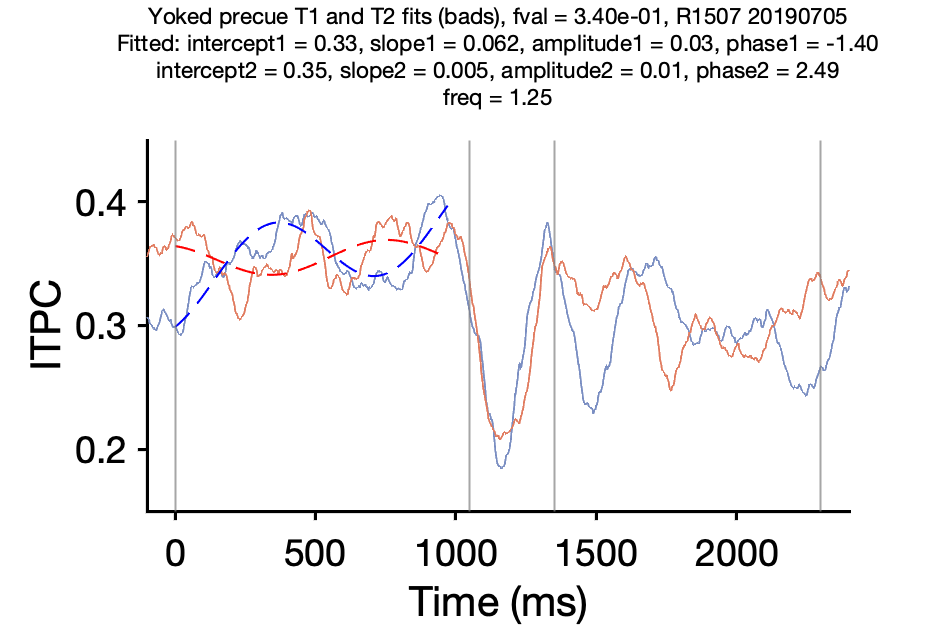 Yoked precue T1 and T2 fits (bads), fval = 3.40e-01, R1507 20190705
Fitted: intercept1 = 0.33, slope1 = 0.062, amplitude1 = 0.03, phase1 = -1.40
intercept2 = 0.35, slope2 = 0.005, amplitude2 = 0.01, phase2 = 2.49
freq = 1.25
0.4
0.3
0.2
ITPC
0 500 1000 1500 2000
Time (ms)